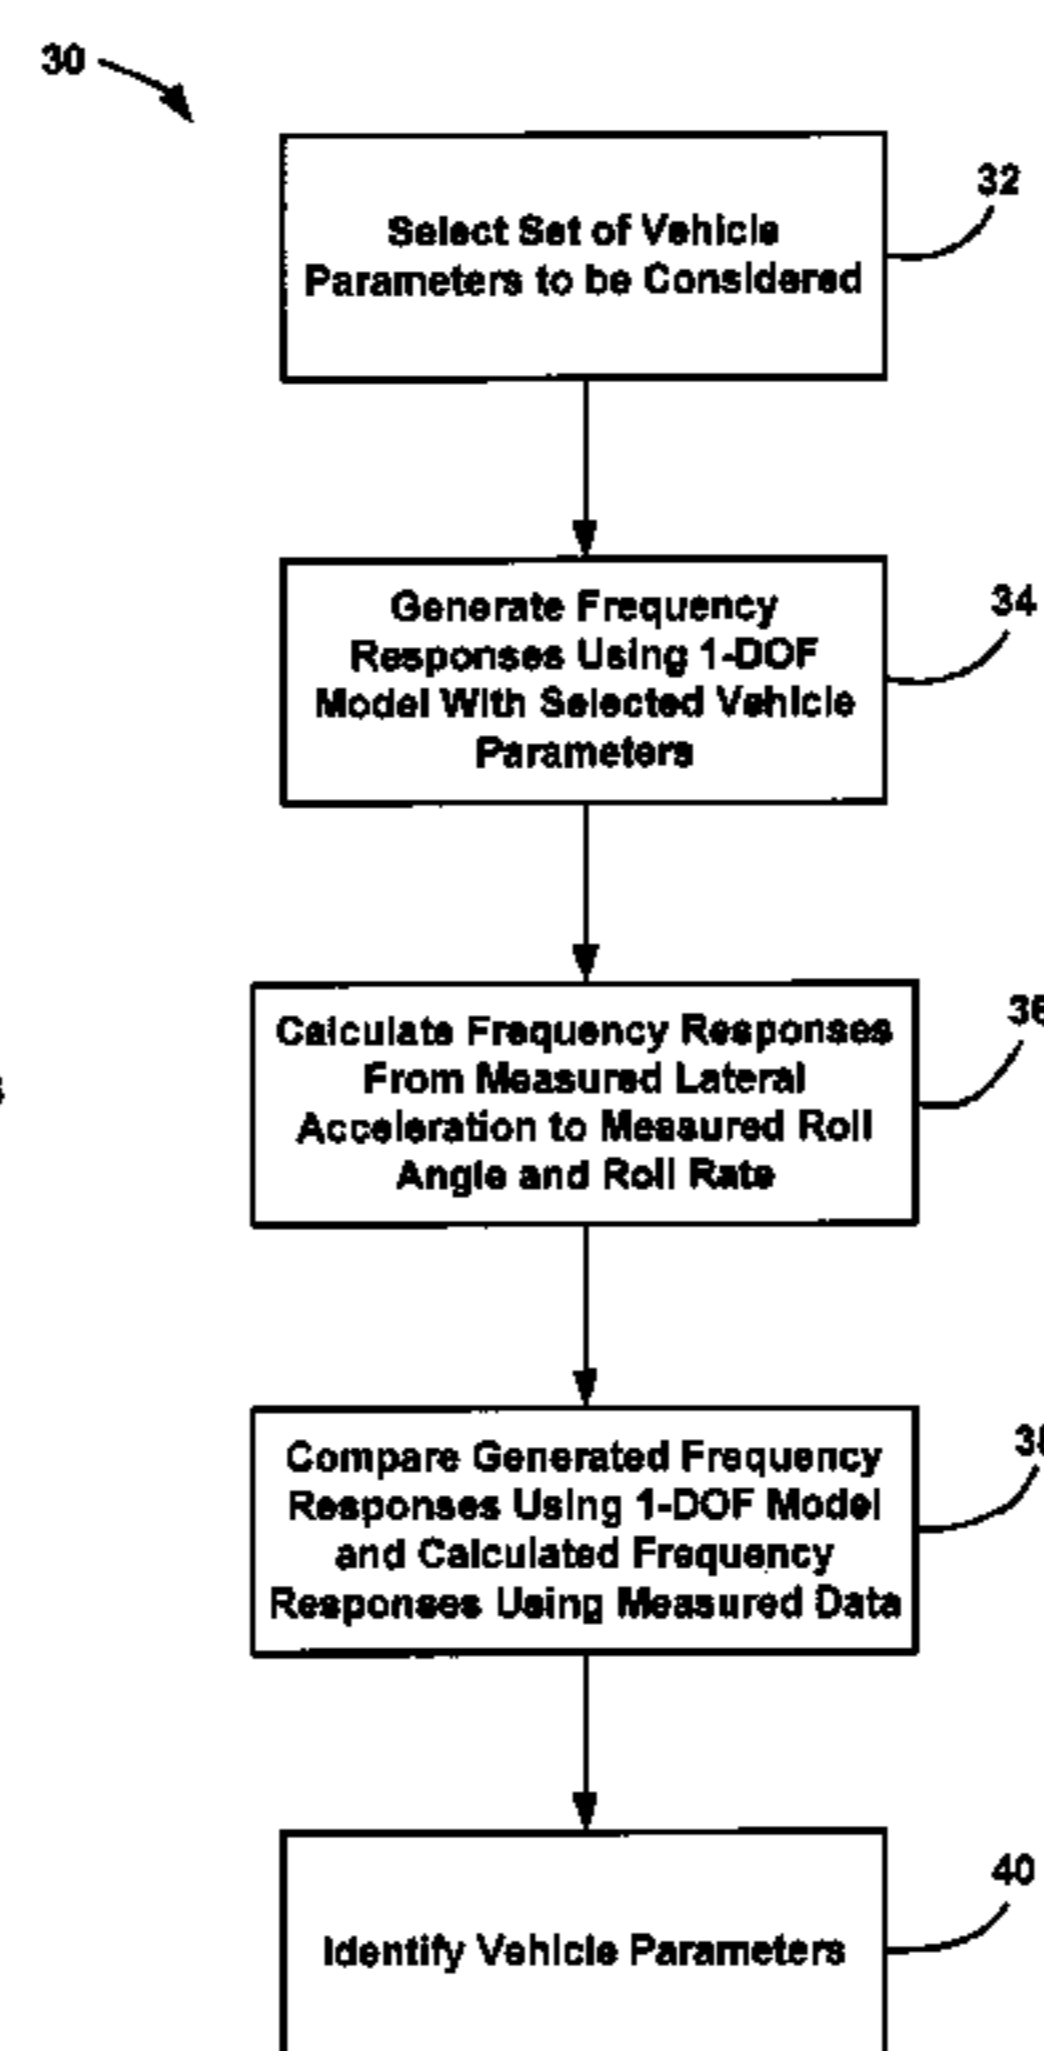 30
32
Select Set of Vehicle
Parameters to be Considered
34
Generate Frequency
Responses Using 1-DOF
Model With Selected Vehicle
Parameters
36
Calculate Frequency Responses
From Measured Lateral
Acceleration to Measured Roll
Angle and Roll Rate
38
Compare Generated Frequency
Responses Using 1-DOF Model
and Calculated Frequency
Responses Using Measured Data
40
Identify Vehicle Parameters